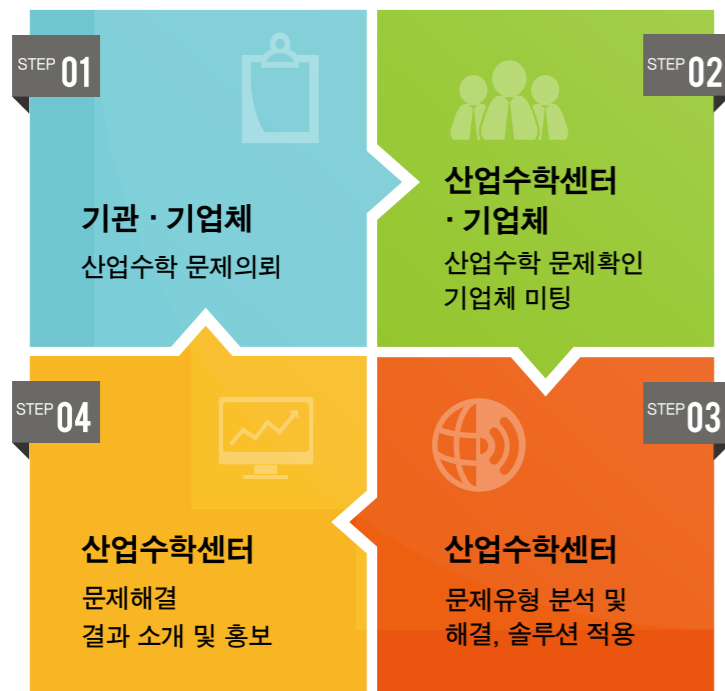 STEP 01
기관 · 기업체
산업수학 문제의뢰
STEP 02
산업수학센터
· 기업체
산업수학 문제확인
기업체 미팅
STEP 03
산업수학센터
문제유형 분석 및
해결, 솔루션 적용
STEP 04
산업수학센터
문제해결
결과 소개 및 홍보